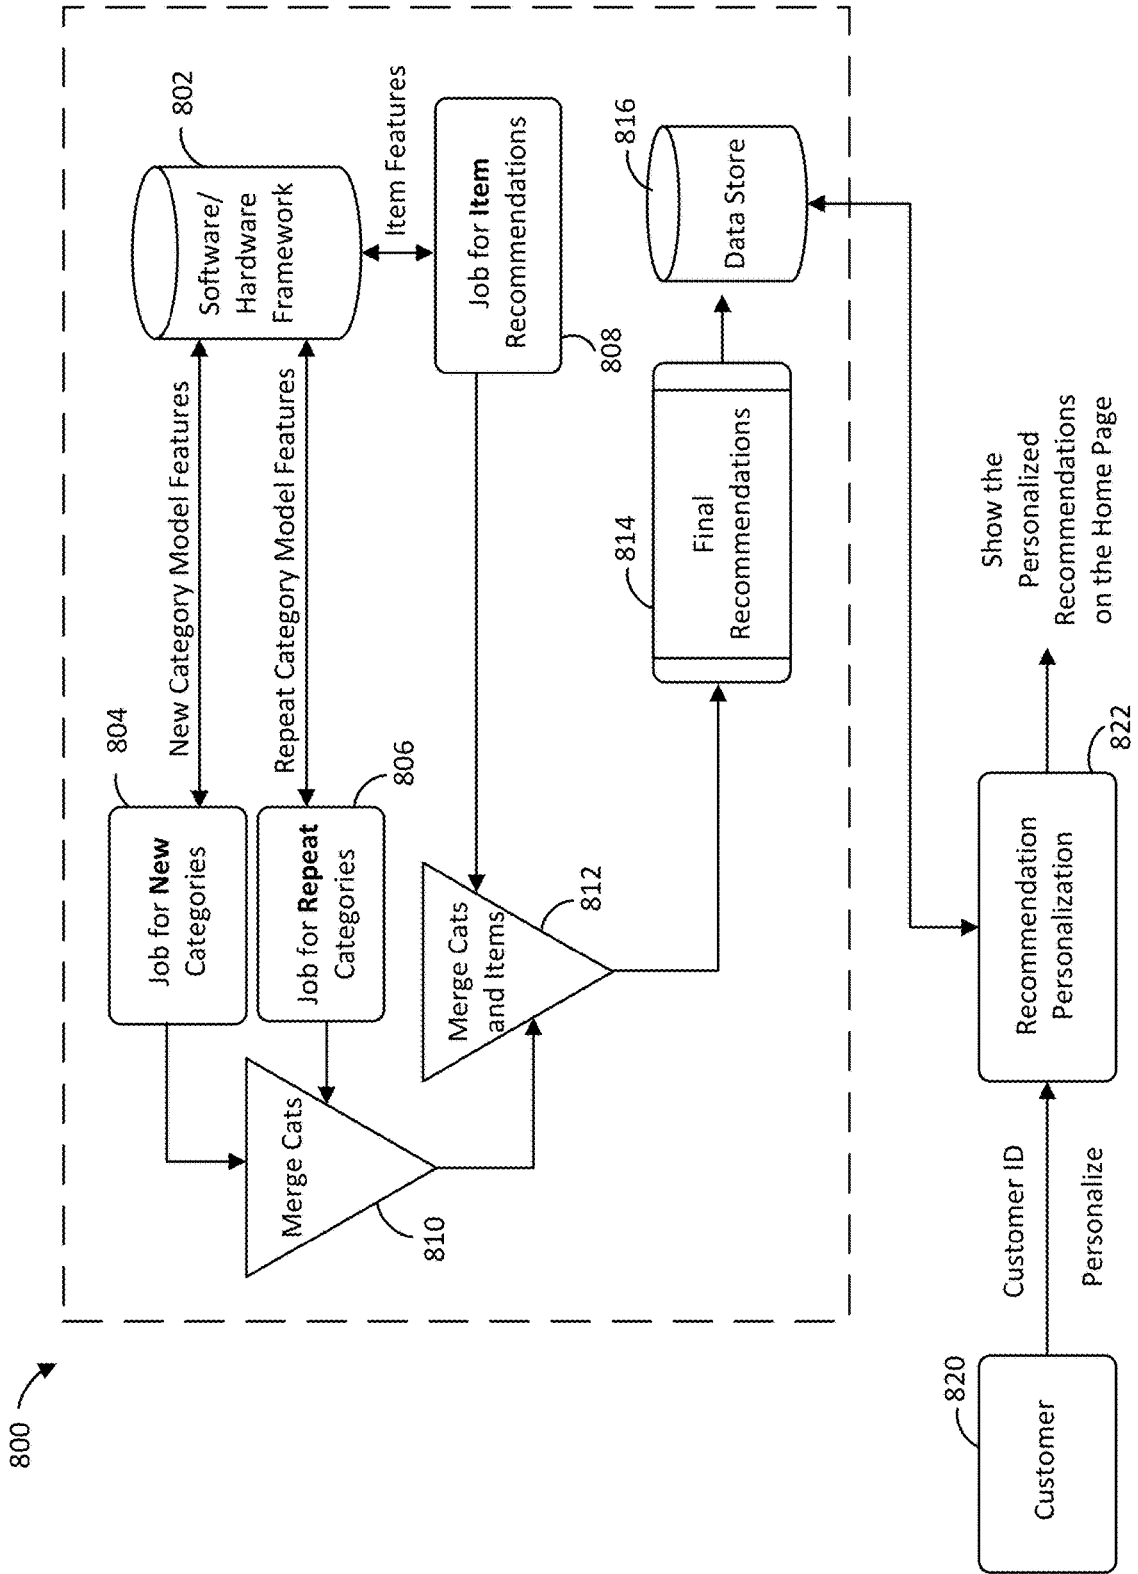 800
802
Software/
Hardware
Framework
804
Job for New
Categories
New Category Model Features
806
Job for Repeat
Categories
Repeat Category Model Features
Item Features
Job for Item
Recommendations
808
Merge Cats
810
Merge Cats
and Items
812
814
Final
Recommendations
816
Data Store
820
Customer
Customer ID
Personalize
Recommendation
Personalization
822
Show the
Personalized
Recommendations
on the Home Page